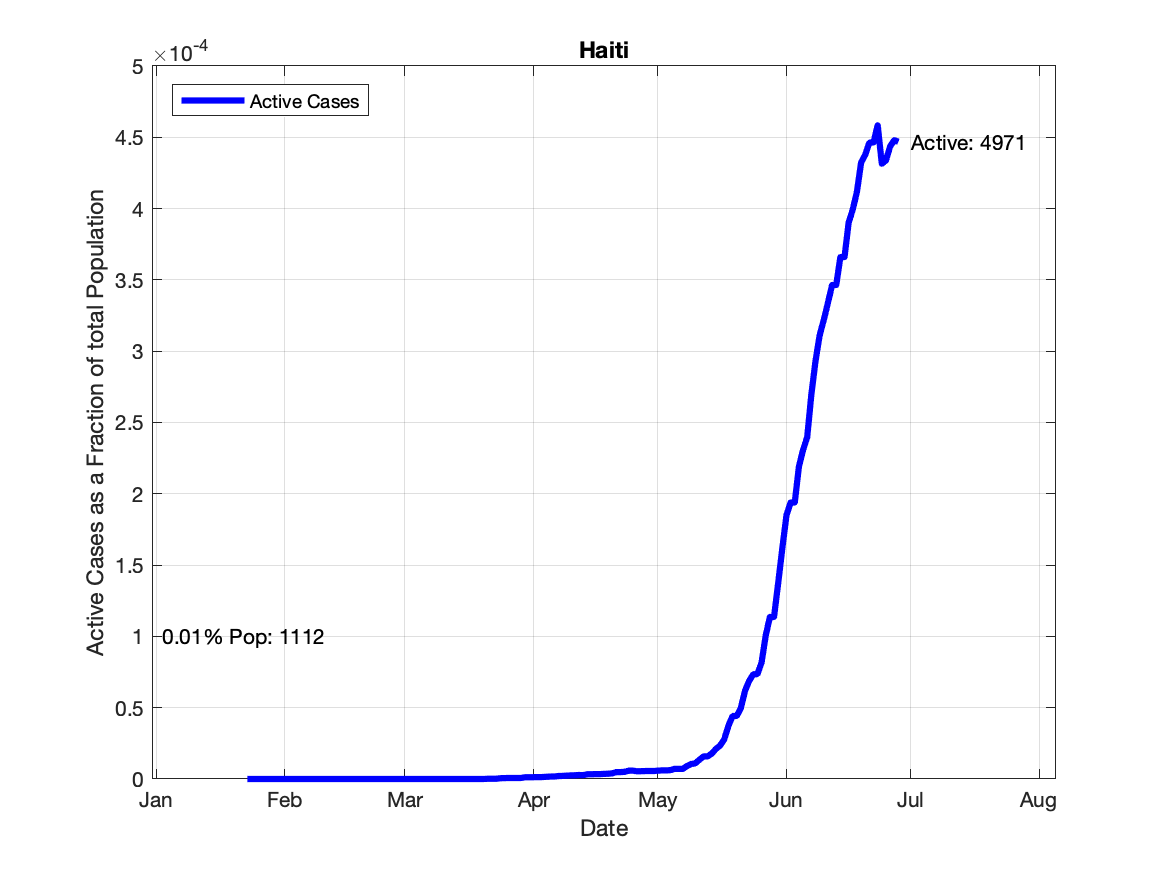 Haiti
×10^-4
5
4.5
4
3.5
3
2.5
2
1.5
1
0.5
0
Active Cases as a Fraction of total Population
Active Cases
Active: 4971
0.01% Pop: 1112
Jan Feb Mar Apr May Jun Jul Aug
Date